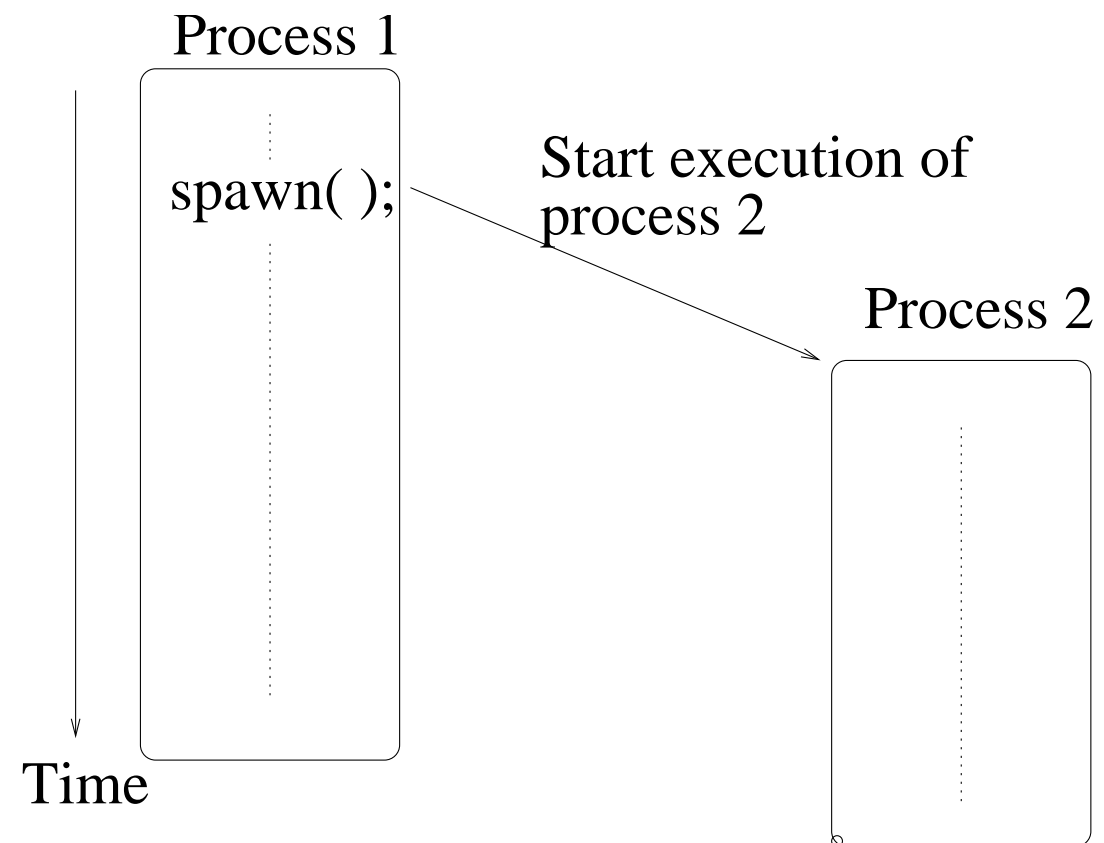 Process 1
spawn( );
Start execution of
process 2
Process 2
Time